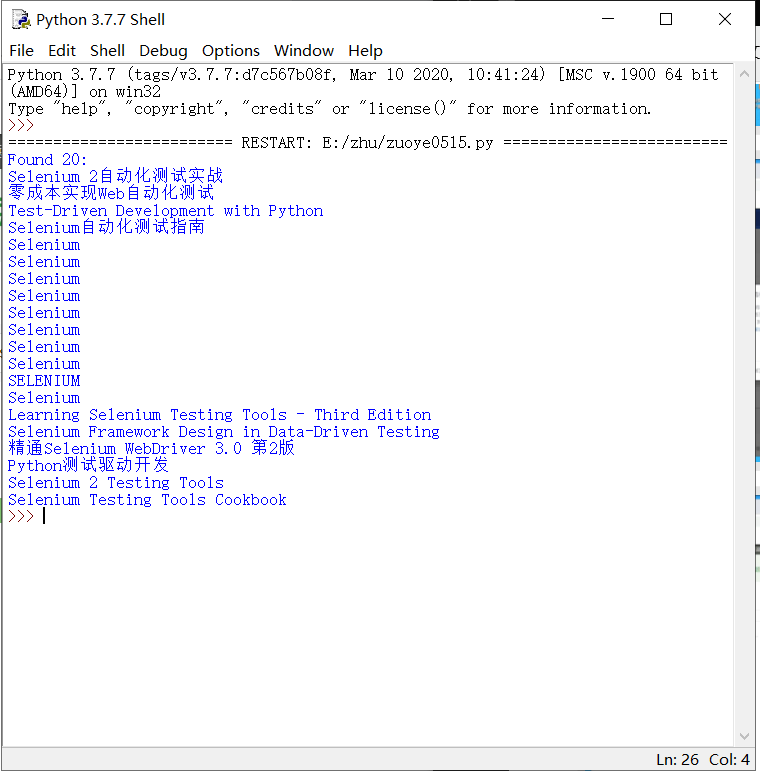 Python 3.7.7 Shell
File Edit Shell Debug Options Window Help
Python 3.7.7 (tags/v3.7.7:d7c567b08f, Mar 10 2020, 10:41:24) [MSC v.1900 64 bit
(AMD64)] on win32
Type "help", "copyright", "credits" or "license()" for more information.
>>>
========================= RESTART: E:/zhu/zuoye0515.py =========================
Found 20:
Selenium 2自动化测试实战
零成本实现Web自动化测试
Test-Driven Development with Python
Selenium自动化测试指南
Selenium
Selenium
Selenium
Selenium
Selenium
Selenium
Selenium
Selenium
SELENIUM
Selenium
Learning Selenium Testing Tools - Third Edition
Selenium Framework Design in Data-Driven Testing
精通Selenium WebDriver 3.0 第2版
Python测试驱动开发
Selenium 2 Testing Tools
Selenium Testing Tools Cookbook
>>>
Ln: 26 Col: 4